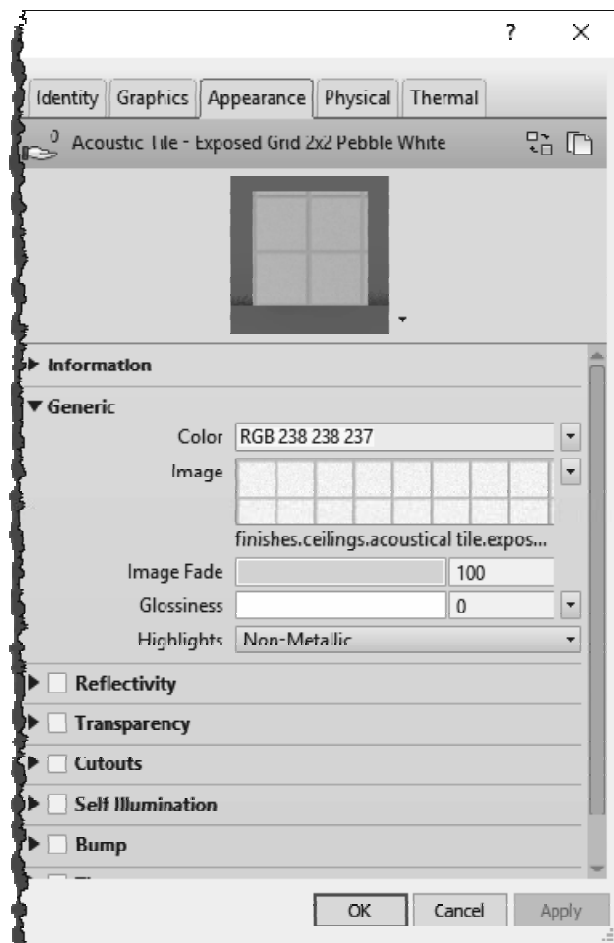 ?
Identity Graphics Appearance Physical Thermal
0 Acoustic Tile - Exposed Grid 2x2 Pebble White
Information
Generic
Color RGB 238 238 237
Image
finishes.ceilings.acoustical tile.expos...
Image Fade 100
Glossiness 0
Highlights Non-Metallic
Reflectivity
Transparency
Cutouts
Self Illumination
Bump
OK Cancel Apply